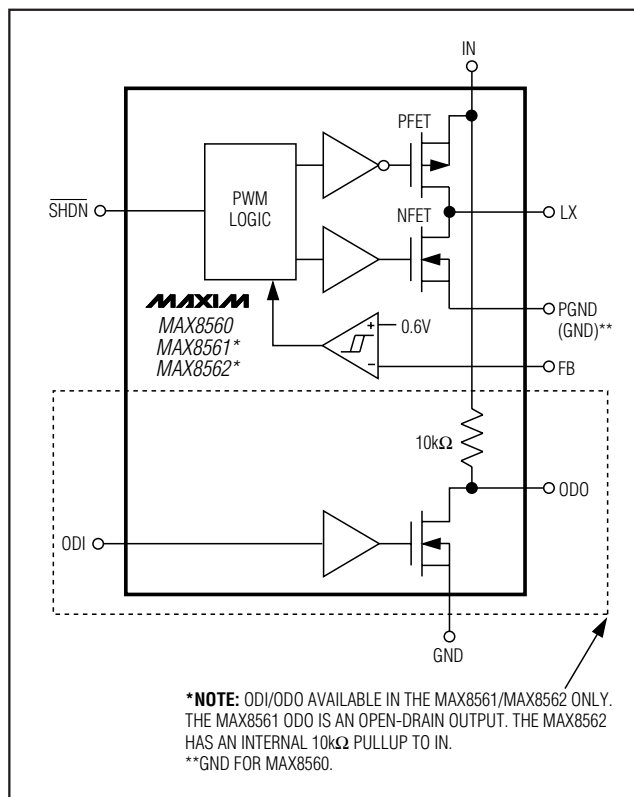 IN
PFET
SHDN
PWM
LOGIC
LX
NFET
MAXIM
PGND
(GND)**
MAX8560
MAX8561*
MAX8562*
+
0.6V
−
FB
10kΩ
ODO
ODI
GND
*NOTE: ODI/ODO AVAILABLE IN THE MAX8561/MAX8562 ONLY.
THE MAX8561 ODO IS AN OPEN-DRAIN OUTPUT. THE MAX8562
HAS AN INTERNAL 10kΩ PULLUP TO IN.
**GND FOR MAX8560.